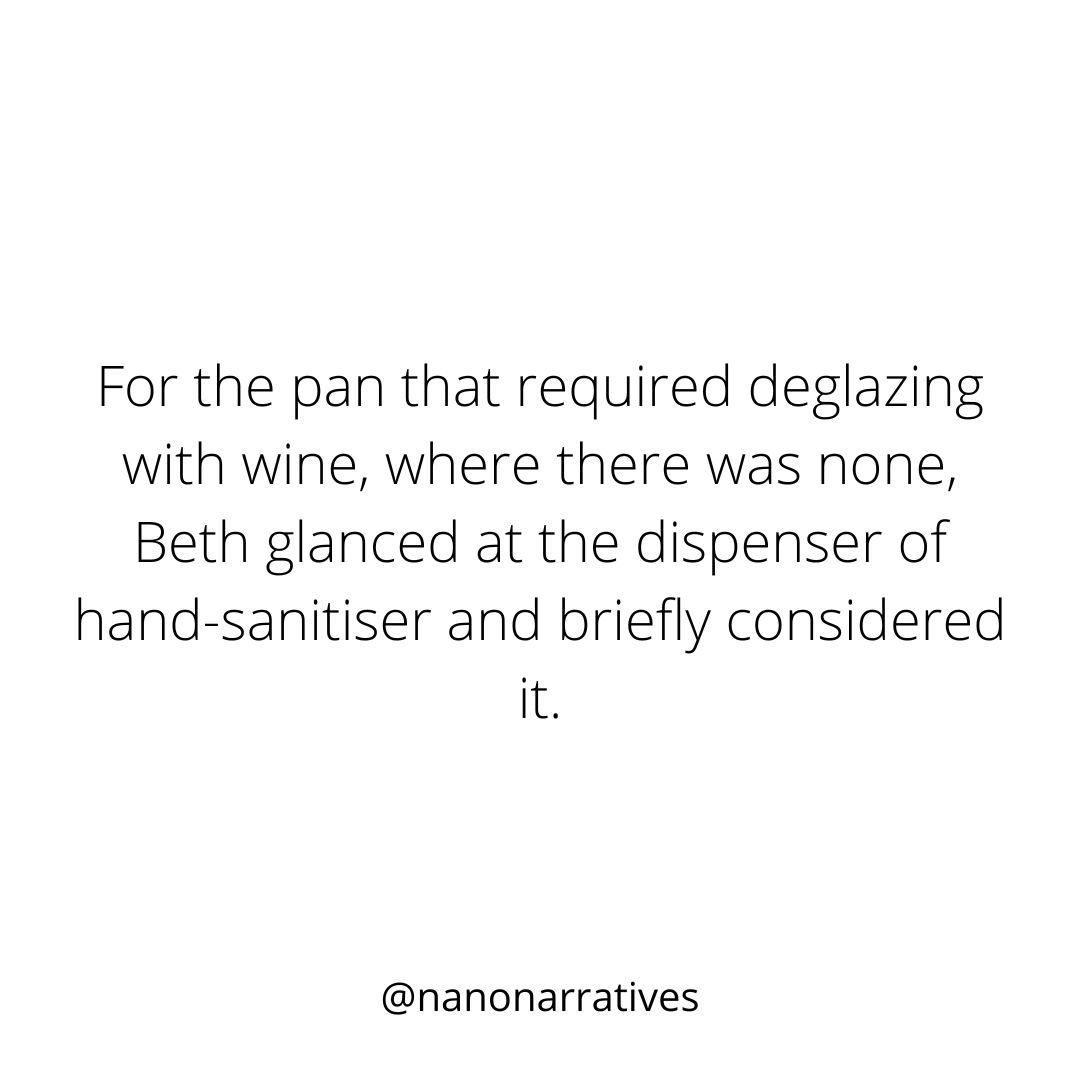 For the pan that required deglazing
with wine, where there was none,
Beth glanced at the dispenser of
hand-sanitiser and briefly considered
it.
@nanonarratives